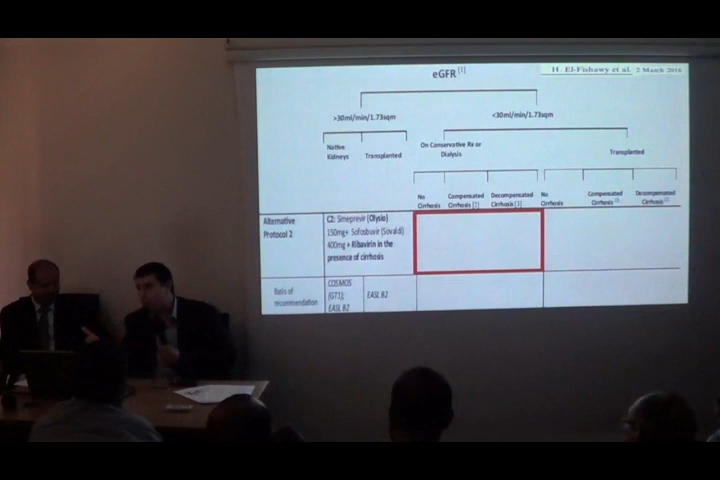 eGFR [1]
H. El-Fishawy et al. 2 March 2016
>30ml/min/1.73sqm
<30ml/min/1.73sqm
Native
Kidneys
Transplanted
On Conservative Rx or
Dialysis
Transplanted
No
Cirrhosis
Compensated
Cirrhosis [2]
Decompensated
Cirrhosis [3]
No
Cirrhosis
Compensated
Cirrhosis
Decompensated
Cirrhosis
Alternative
Protocol 2
C2: Simeprevir (Olysio)
150mg+ Sofosbuvir (Sovaldi)
400mg + Ribavirin in the
presence of cirrhosis
Basis of
recommendation
COSMOS
(GT1);
EASL B2
EASL B2